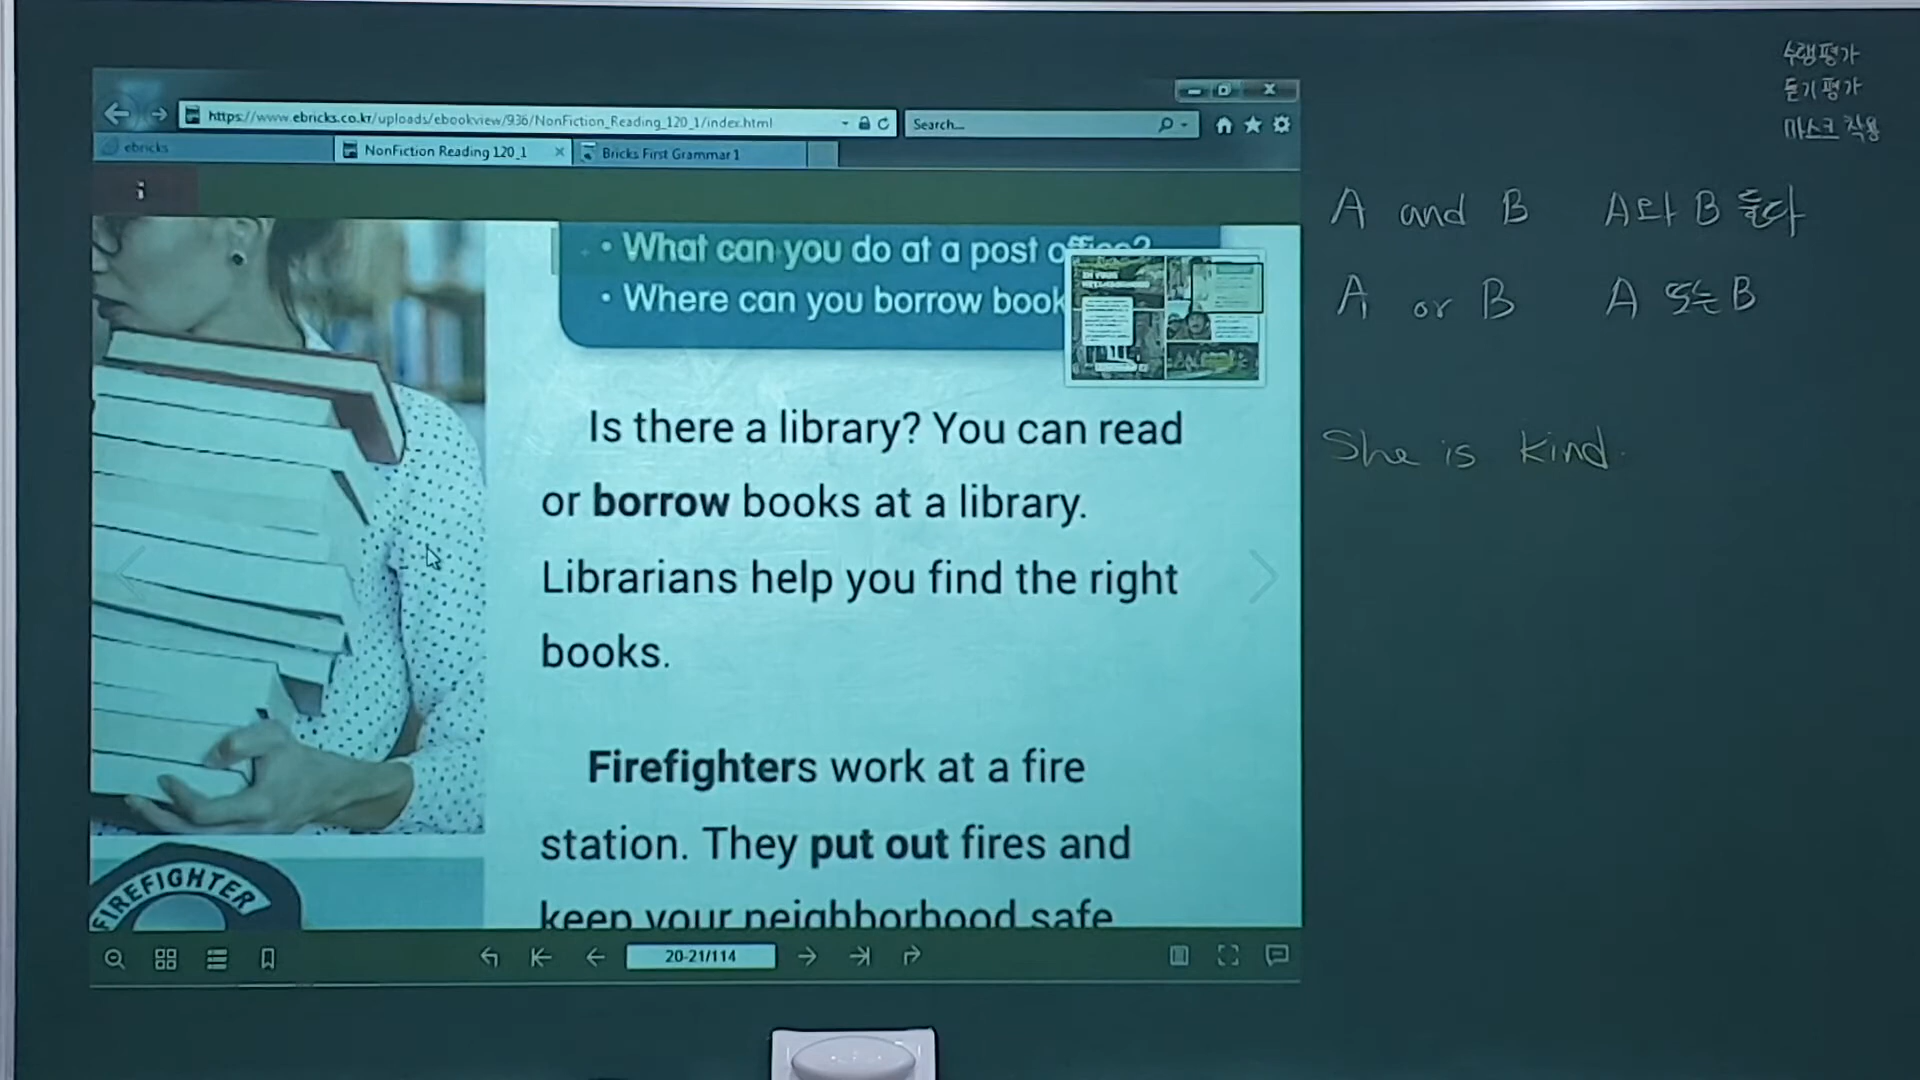 https://www.ebricks.co.kr/uploads/ebookview/936/NonFiction_Reading_120_1/index.html
Search...
ebricks
NonFiction Reading 120_1
Bricks First Grammar 1
• What can you do at a post office?
• Where can you borrow book
Is there a library? You can read
or borrow books at a library.
Librarians help you find the right
books.
Firefighters work at a fire
station. They put out fires and
keep your neighborhood safe
FIREFIGHTER
20-21/114
수행평가
듣기평가
마스크 착용
A and B A와 B 둘다
A or B A 또는 B
She is kind.